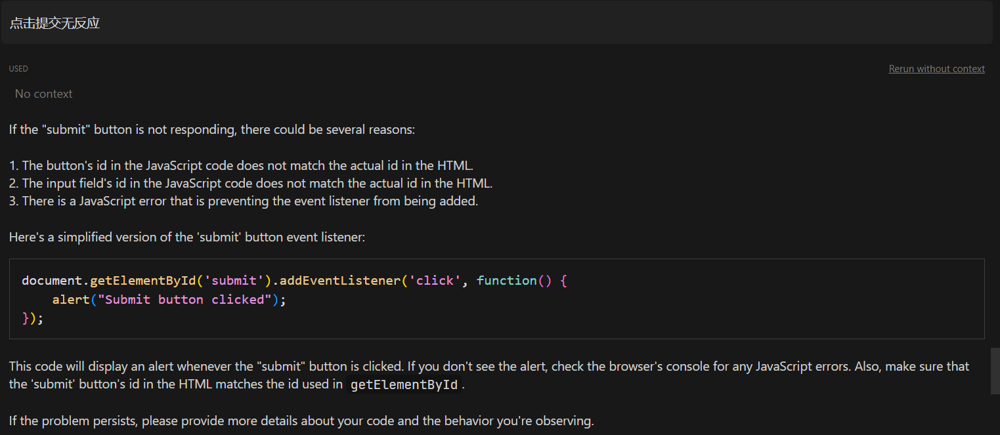 点击提交无反应
USED
Rerun without context
No context
If the "submit" button is not responding, there could be several reasons:
1. The button's id in the JavaScript code does not match the actual id in the HTML.
2. The input field's id in the JavaScript code does not match the actual id in the HTML.
3. There is a JavaScript error that is preventing the event listener from being added.
Here's a simplified version of the 'submit' button event listener:
document.getElementById('submit').addEventListener('click', function() {
    alert("Submit button clicked");
});
This code will display an alert whenever the "submit" button is clicked. If you don't see the alert, check the browser's console for any JavaScript errors. Also, make sure that
the 'submit' button's id in the HTML matches the id used in getElementById .
If the problem persists, please provide more details about your code and the behavior you're observing.